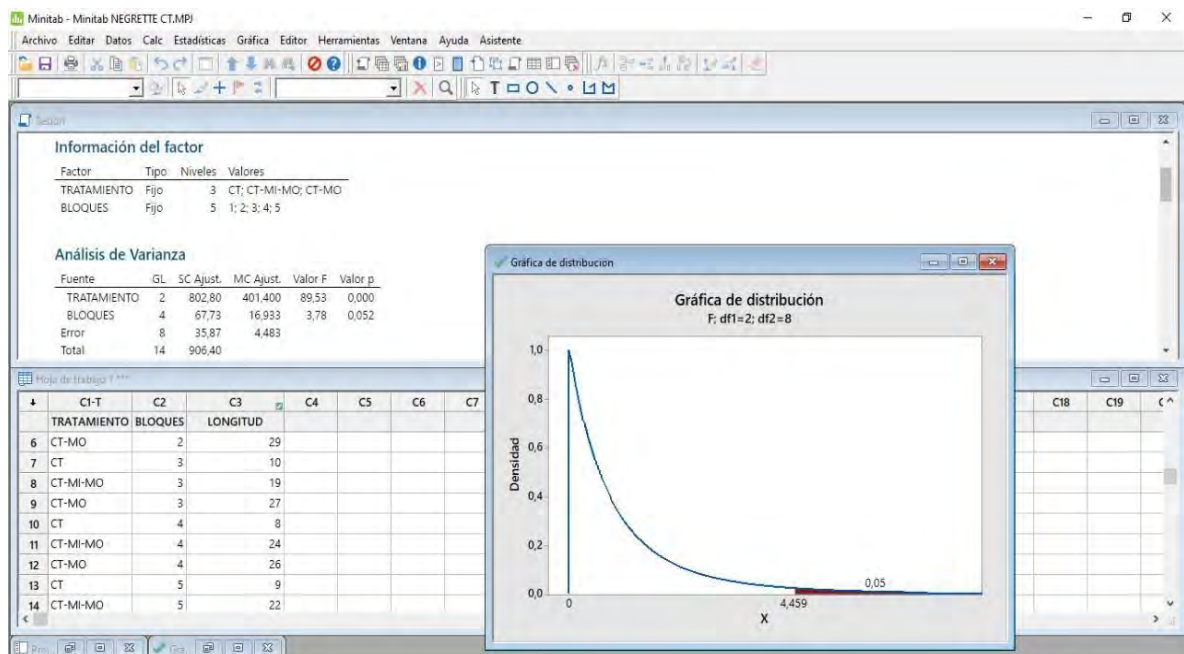 Minitab - Minitab NEGRETTE CT.MPJ
Archivo Editar Datos Calc Estadísticas Gráfica Editor Herramientas Ventana Ayuda Asistente
Sesión
Información del factor
Factor Tipo Niveles Valores
TRATAMIENTO Fijo 3 CT; CT-MI-MO; CT-MO
BLOQUES Fijo 5 1; 2; 3; 4; 5
Análisis de Varianza
Fuente GL SC Ajust. MC Ajust. Valor F Valor p
TRATAMIENTO 2 802,80 401,400 89,53 0,000
BLOQUES 4 67,73 16,933 3,78 0,052
Error 8 35,87 4,483
Total 14 906,40
Hoja de trabajo 1 ***
C1-T C2 C3 C4 C5 C6 C7 C18 C19
TRATAMIENTO BLOQUES LONGITUD
6 CT-MO 2 29
7 CT 3 10
8 CT-MI-MO 3 19
9 CT-MO 3 27
10 CT 4 8
11 CT-MI-MO 4 24
12 CT-MO 4 26
13 CT 5 9
14 CT-MI-MO 5 22
Gráfica de distribución
Gráfica de distribución
F; df1=2; df2=8
1,0
0,8
0,6
0,4
0,2
0,0
Densidad
0,05
0
4,459
X
Pro...
Grá...